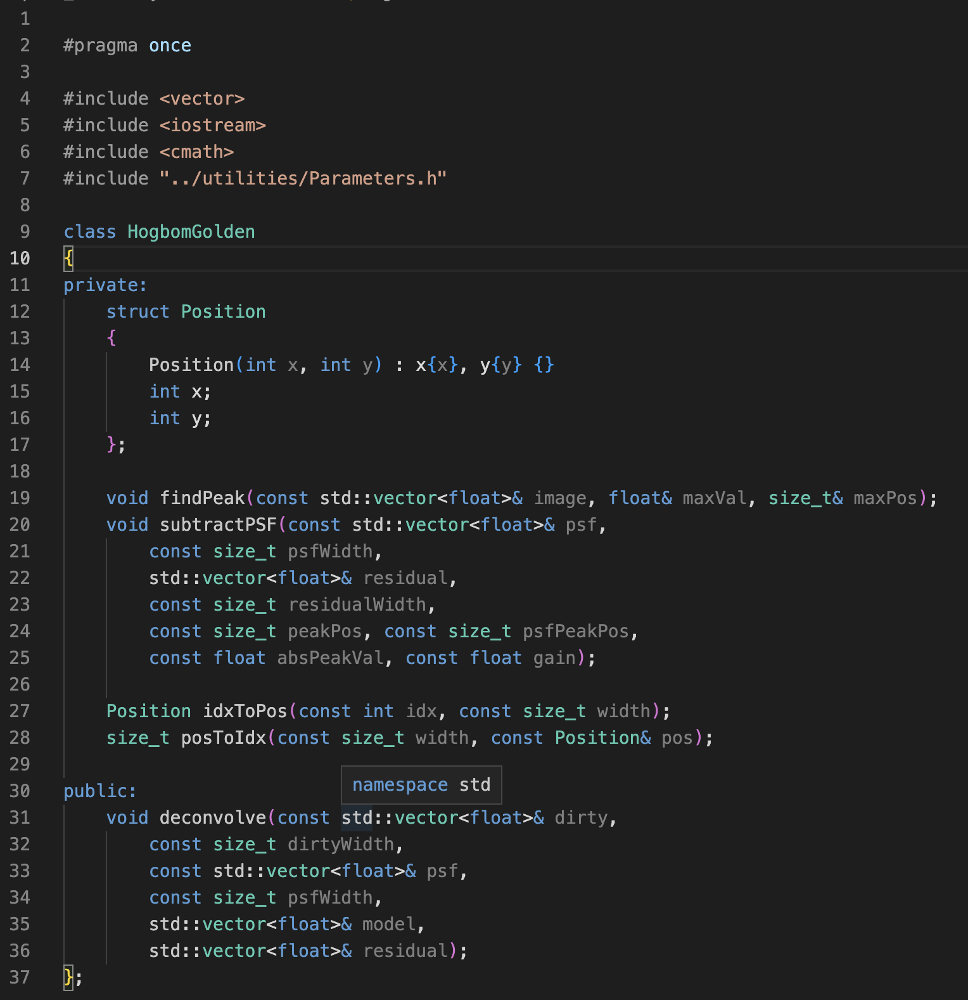 1
2 #pragma once
3
4 #include <vector>
5 #include <iostream>
6 #include <cmath>
7 #include "../utilities/Parameters.h"
8
9 class HogbomGolden
10 {
11 private:
12     struct Position
13     {
14         Position(int x, int y) : x{x}, y{y} {}
15         int x;
16         int y;
17     };
18
19     void findPeak(const std::vector<float>& image, float& maxVal, size_t& maxPos);
20     void subtractPSF(const std::vector<float>& psf,
21         const size_t psfWidth,
22         std::vector<float>& residual,
23         const size_t residualWidth,
24         const size_t peakPos, const size_t psfPeakPos,
25         const float absPeakVal, const float gain);
26
27     Position idxToPos(const int idx, const size_t width);
28     size_t posToIdx(const size_t width, const Position& pos);
29
namespace std
30 public:
31     void deconvolve(const std::vector<float>& dirty,
32         const size_t dirtyWidth,
33         const std::vector<float>& psf,
34         const size_t psfWidth,
35         std::vector<float>& model,
36         std::vector<float>& residual);
37 };